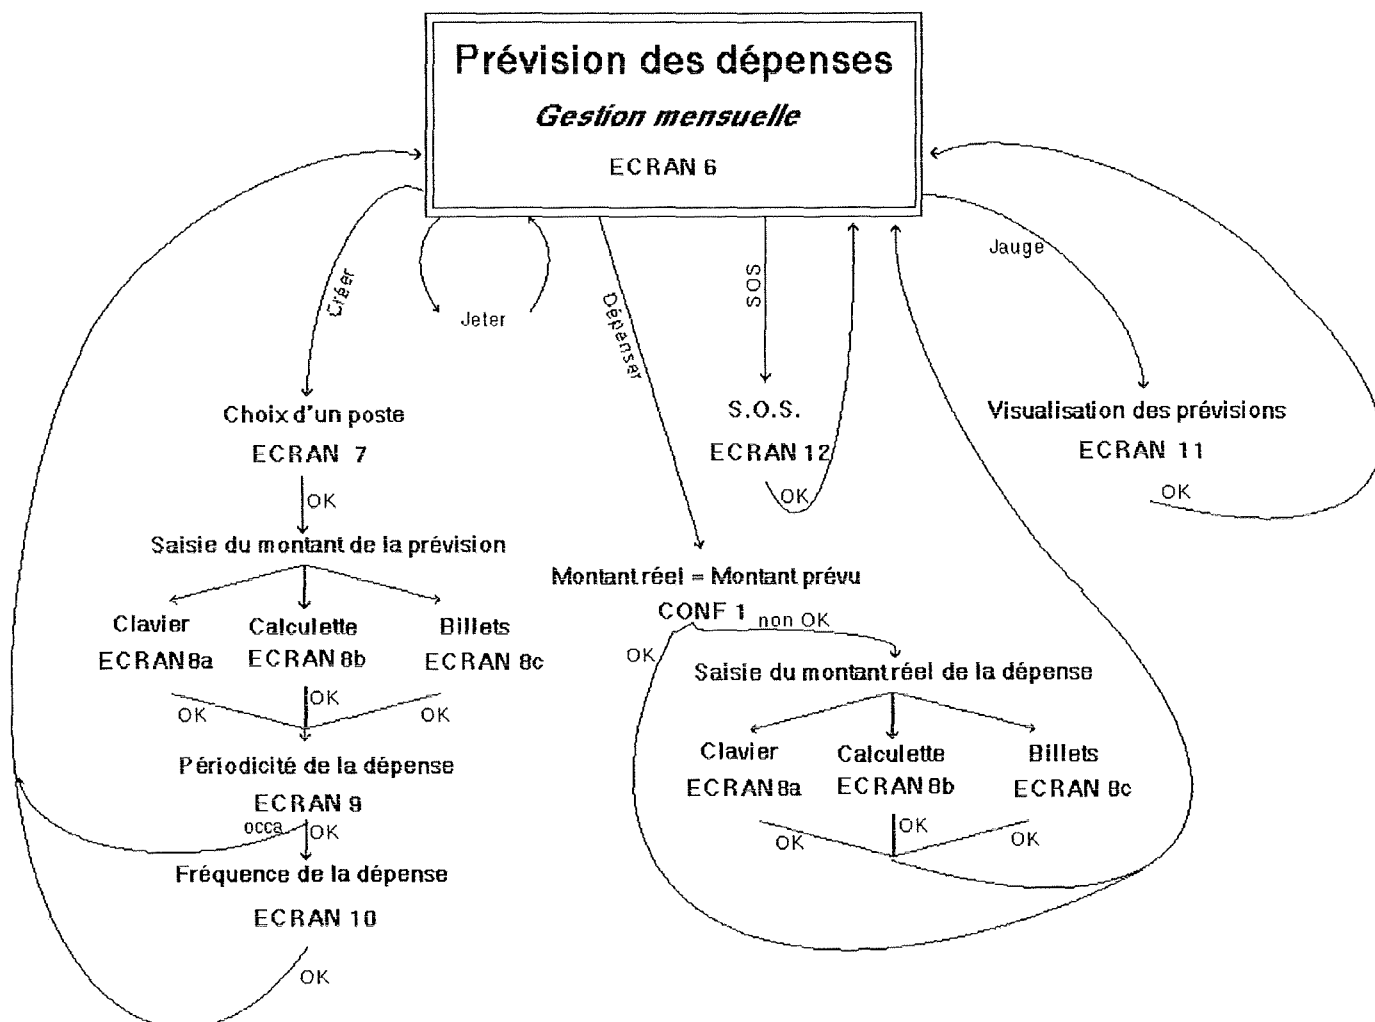 Prévision des dépenses
Gestion mensuelle
ECRAN 6
Créer
Jeter
Dépenser
SOS
Jauge
Choix d'un poste
ECRAN 7
OK
Saisie du montant de la prévision
Clavier
ECRAN 8a
Calculette
ECRAN 8b
Billets
ECRAN 8c
OK
OK
OK
Périodicité de la dépense
ECRAN 9
occa
OK
Fréquence de la dépense
ECRAN 10
OK
S.O.S.
ECRAN 12
OK
Visualisation des prévisions
ECRAN 11
OK
Montant réel = Montant prévu
CONF 1
non OK
OK
Saisie du montant réel de la dépense
Clavier
ECRAN 8a
Calculette
ECRAN 8b
Billets
ECRAN 8c
OK
OK
OK